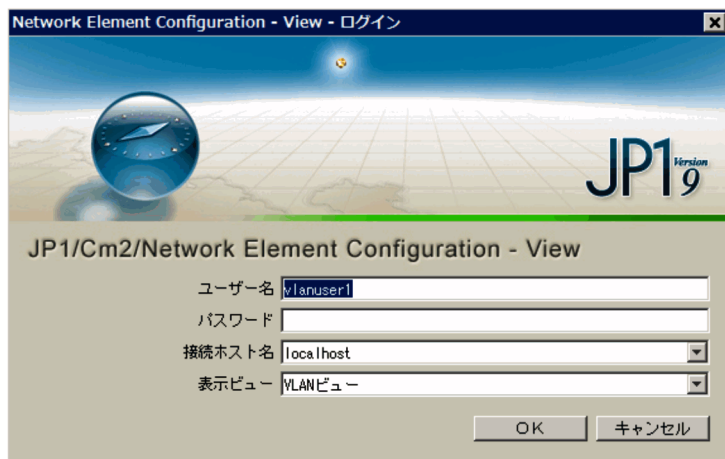 Network Element Configuration - View - ログイン
JP1 Version 9
JP1/Cm2/Network Element Configuration - View
ユーザー名 vlanuser1
パスワード
接続ホスト名 localhost
表示ビュー VLANビュー
OK キャンセル